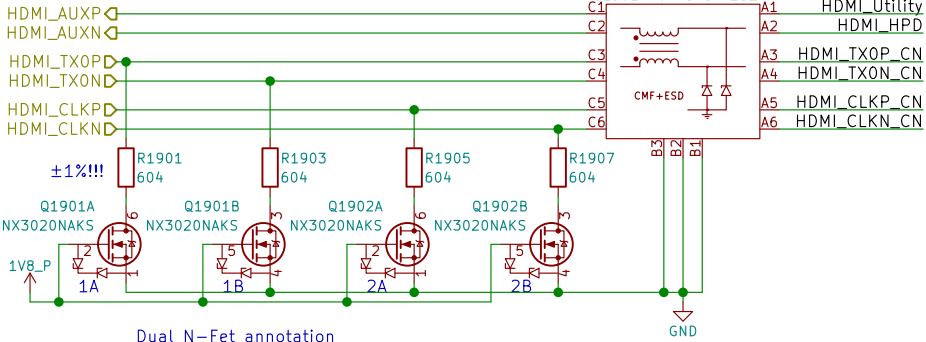 HDMI_AUXP C1 A1 HDMI_Utility
HDMI_AUXN C2 A2 HDMI_HPD
HDMI_TX0P C3 A3 HDMI_TX0P_CN
HDMI_TX0N C4 A4 HDMI_TX0N_CN
CMF+ESD
HDMI_CLKP C5 A5 HDMI_CLKP_CN
HDMI_CLKN C6 A6 HDMI_CLKN_CN
B3 B2 B1
±1%!!! R1901 R1903 R1905 R1907
604 604 604 604
Q1901A Q1901B Q1902A Q1902B
NX3020NAKS NX3020NAKS NX3020NAKS NX3020NAKS
6 3 6 3
2 5 2 5
1V8_P 1 4 1 4
1A 1B 2A 2B
GND
Dual N-Fet annotation